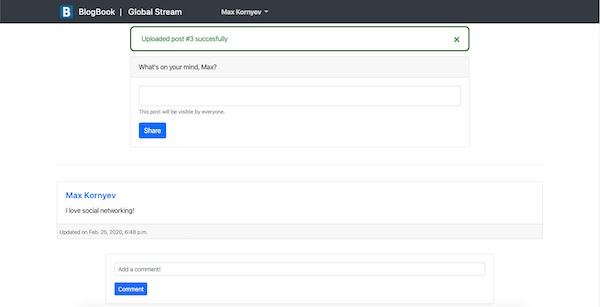 B BlogBook | Global Stream Max Kornyev
Uploaded post #3 succesfully ×
What's on your mind, Max?
This post will be visible by everyone.
Share
Max Kornyev
I love social networking!
Updated on Feb. 25, 2020, 6:48 p.m.
Add a comment!
Comment